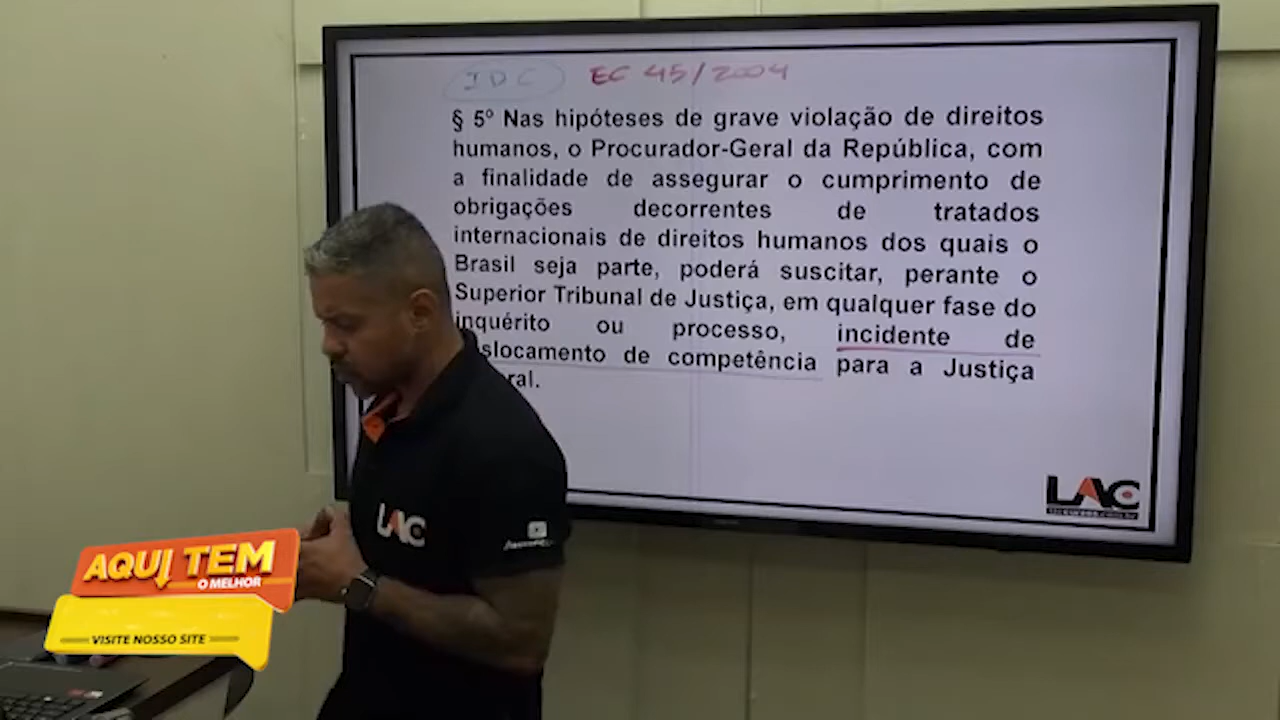 IDC EC 45/2004
§ 5º Nas hipóteses de grave violação de direitos
humanos, o Procurador-Geral da República, com
a finalidade de assegurar o cumprimento de
obrigações decorrentes de tratados
internacionais de direitos humanos dos quais o
Brasil seja parte, poderá suscitar, perante o
Superior Tribunal de Justiça, em qualquer fase do
inquérito ou processo, incidente de
slocamento de competência para a Justiça
ral.
LAC
LAC
AQUI TEM
O MELHOR
VISITE NOSSO SITE